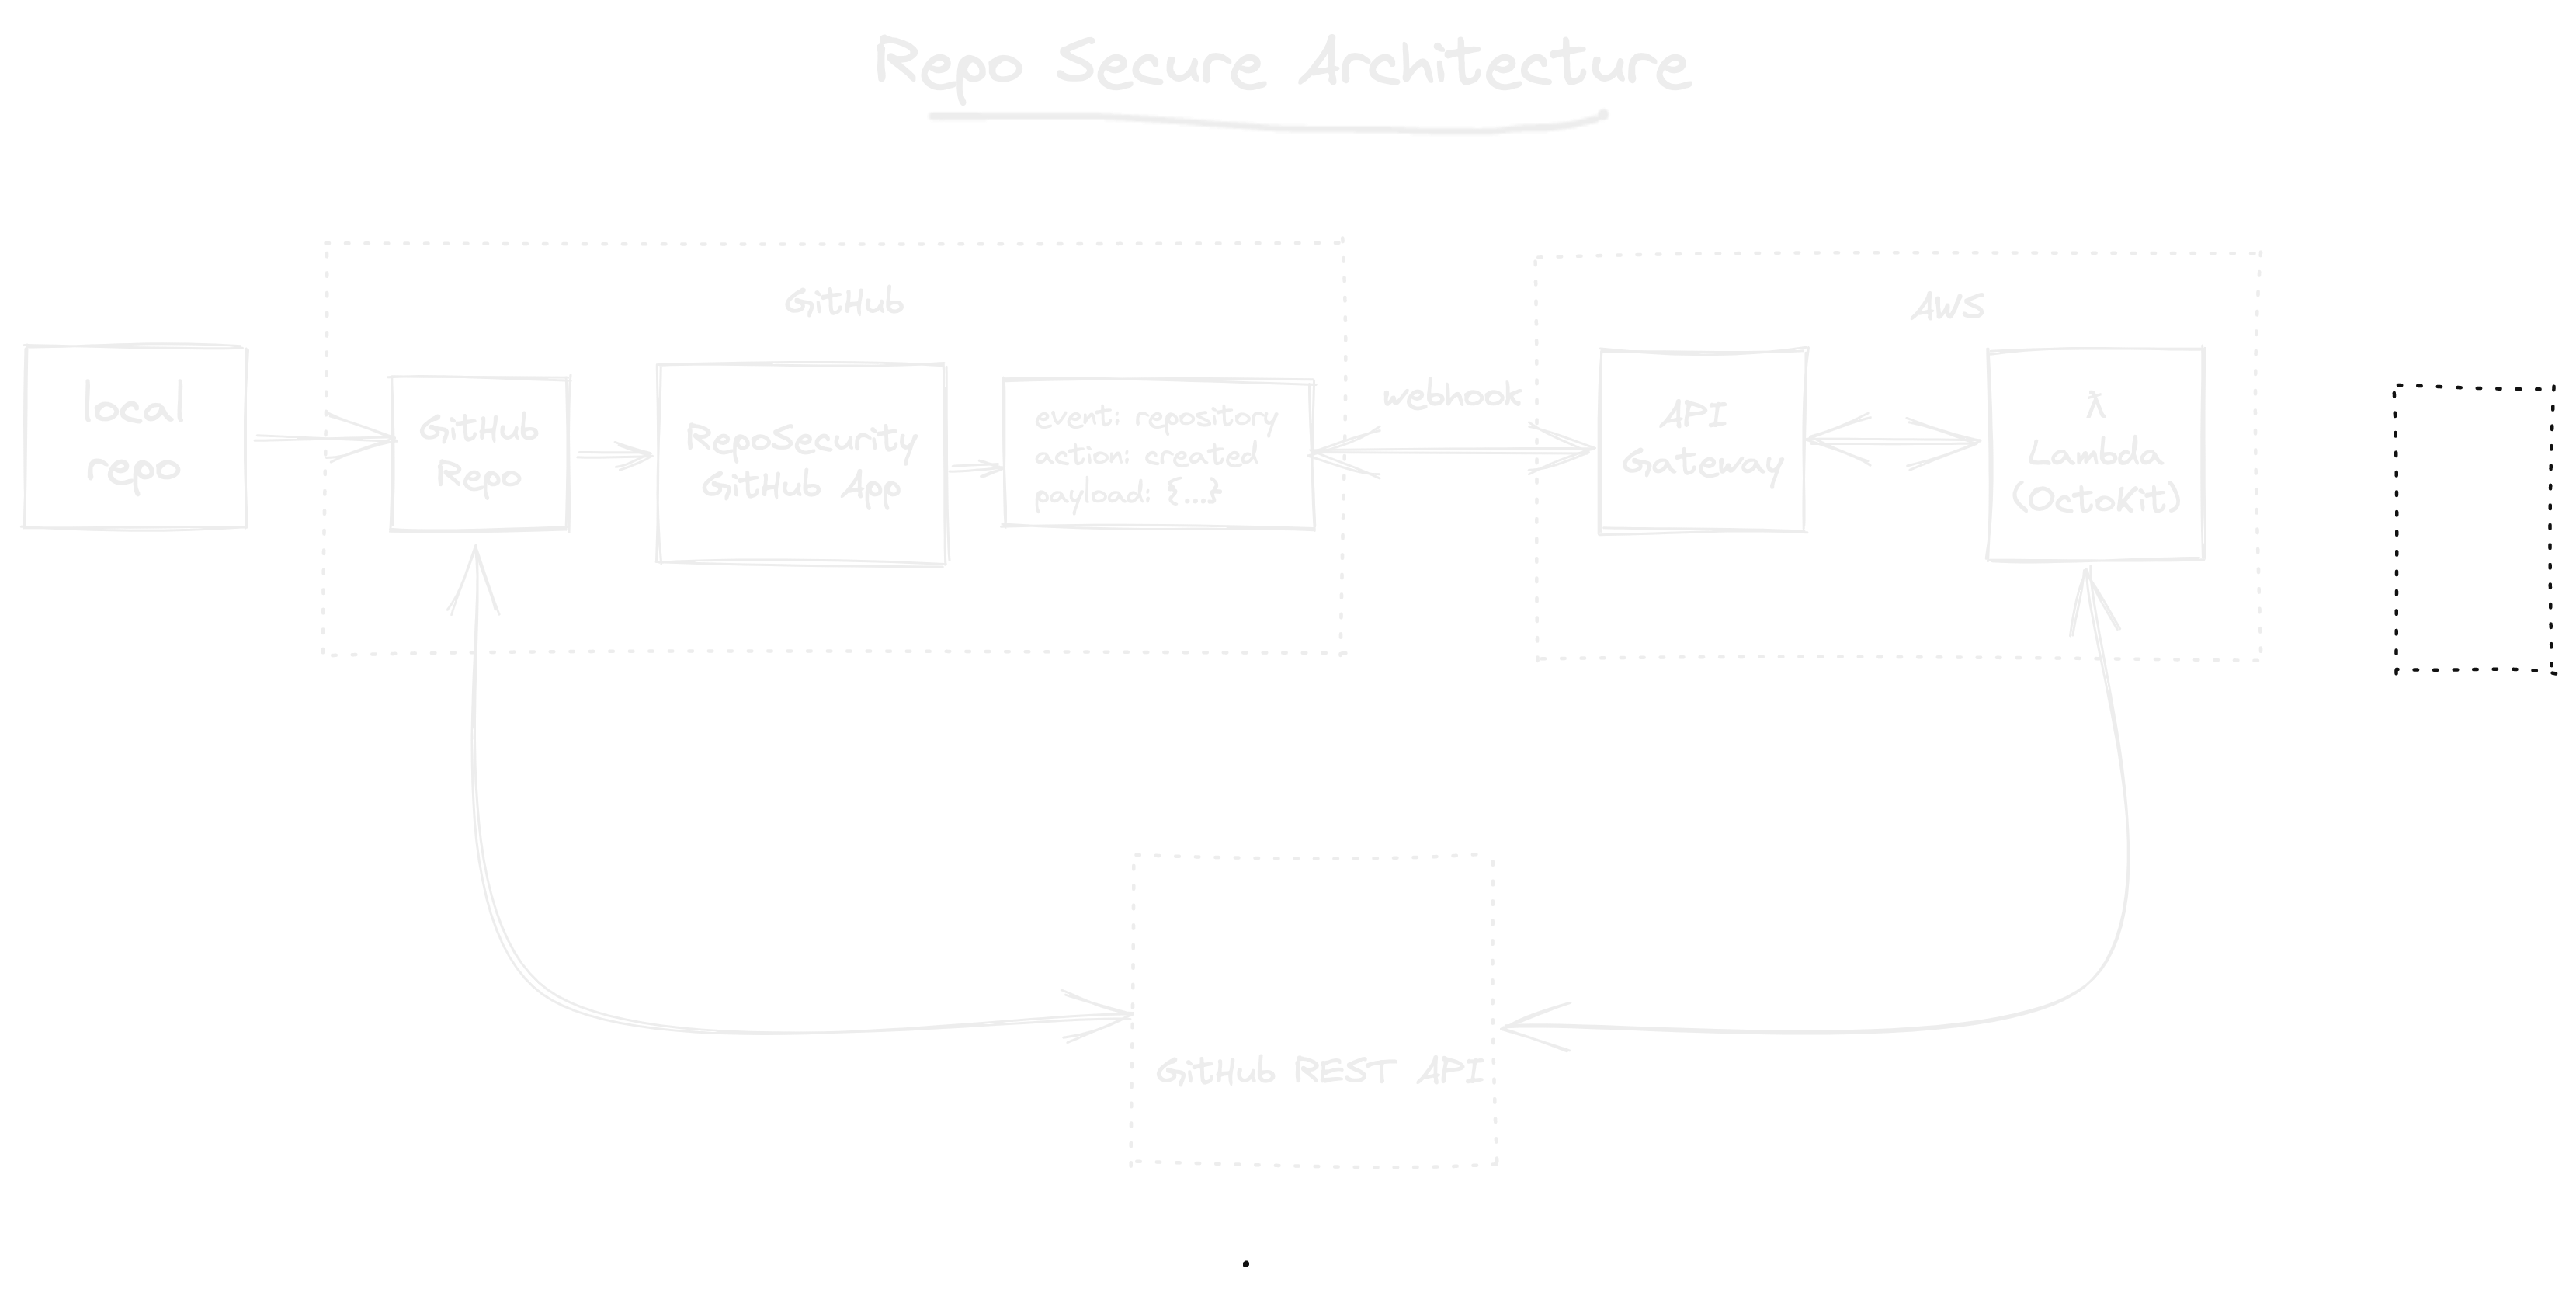 Repo Secure Architecture
GitHub
AWS
local
repo
GitHub
Repo
RepoSecurity
GitHub App
event: repository
action: created
payload: {...}
webhook
API
Gateway
λ
Lambda
(OctoKit)
GitHub REST API